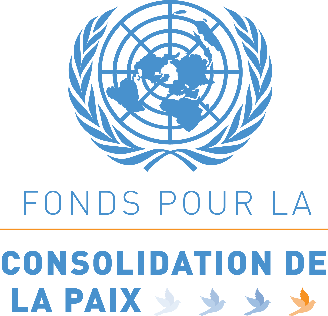 FONDS POUR LA
CONSOLIDATION DE
LA PAIX